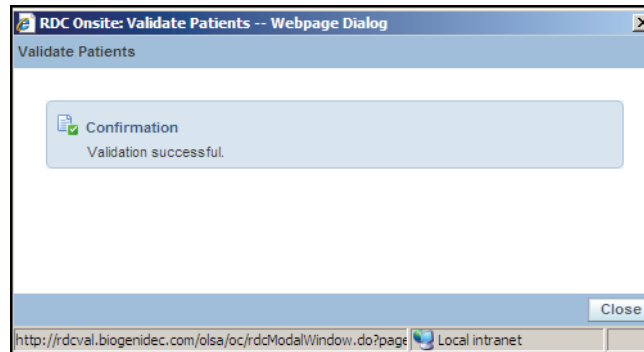 RDC Onsite: Validate Patients -- Webpage Dialog
Validate Patients
Confirmation
Validation successful.
Close
http://rdcval.biogenidec.com/olsa/oc/rdcModalWindow.do?page Local intranet